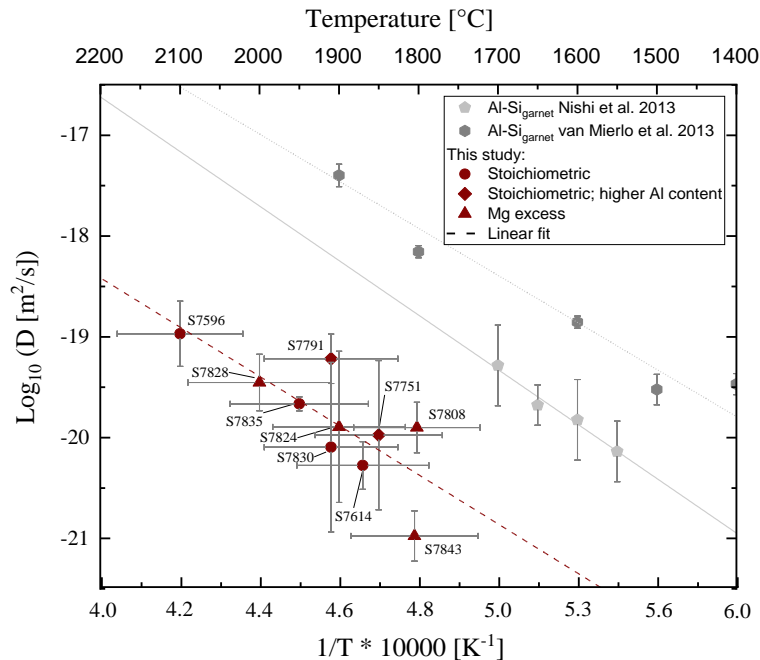 Temperature [°C]
2200 2100 2000 1900 1800 1700 1600 1500 1400
Al-Si_garnet Nishi et al. 2013
Al-Si_garnet van Mierlo et al. 2013
This study:
Stoichiometric
Stoichiometric; higher Al content
Mg excess
Linear fit
-17
-18
-19
-20
-21
Log₁₀ (D [m²/s])
S7596
S7791
S7828
S7751
S7835
S7808
S7824
S7830
S7614
S7843
4.0 4.2 4.4 4.6 4.8 5.0 5.3 5.6 6.0
1/T * 10000 [K⁻¹]